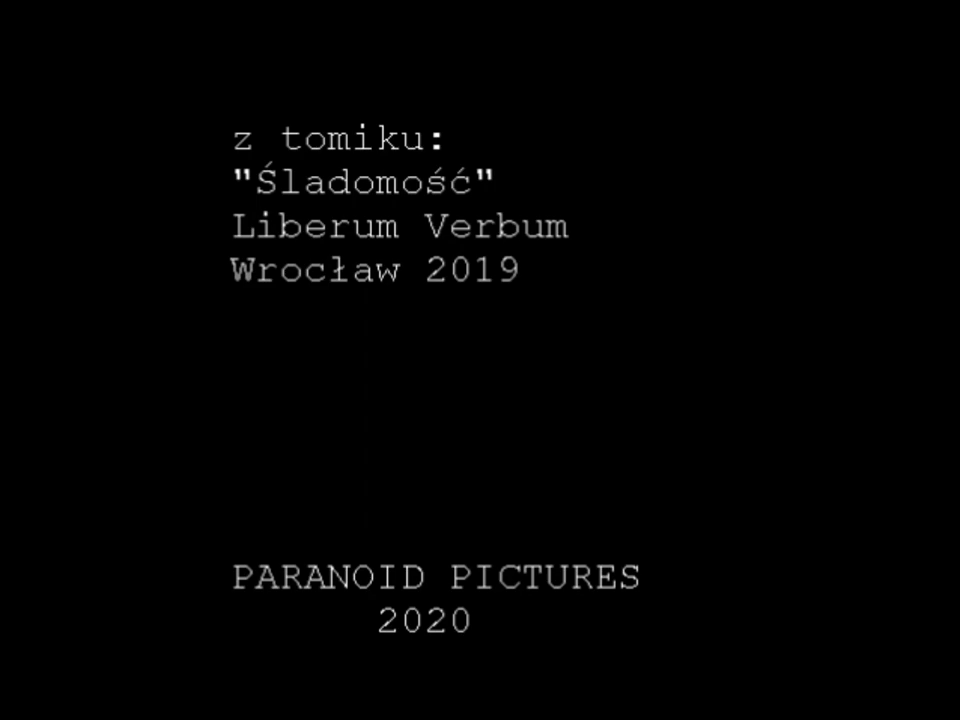 z tomiku:
"Śladomość"
Liberum Verbum
Wrocław 2019
PARANOID PICTURES
2020